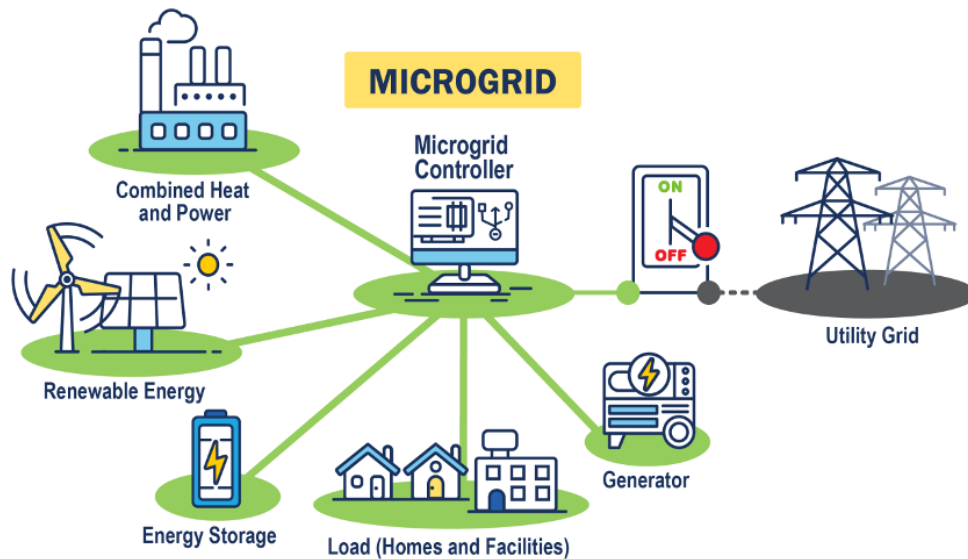 MICROGRID
Microgrid
Controller
Combined Heat
and Power
ON
OFF
Utility Grid
Renewable Energy
Generator
Energy Storage
Load (Homes and Facilities)